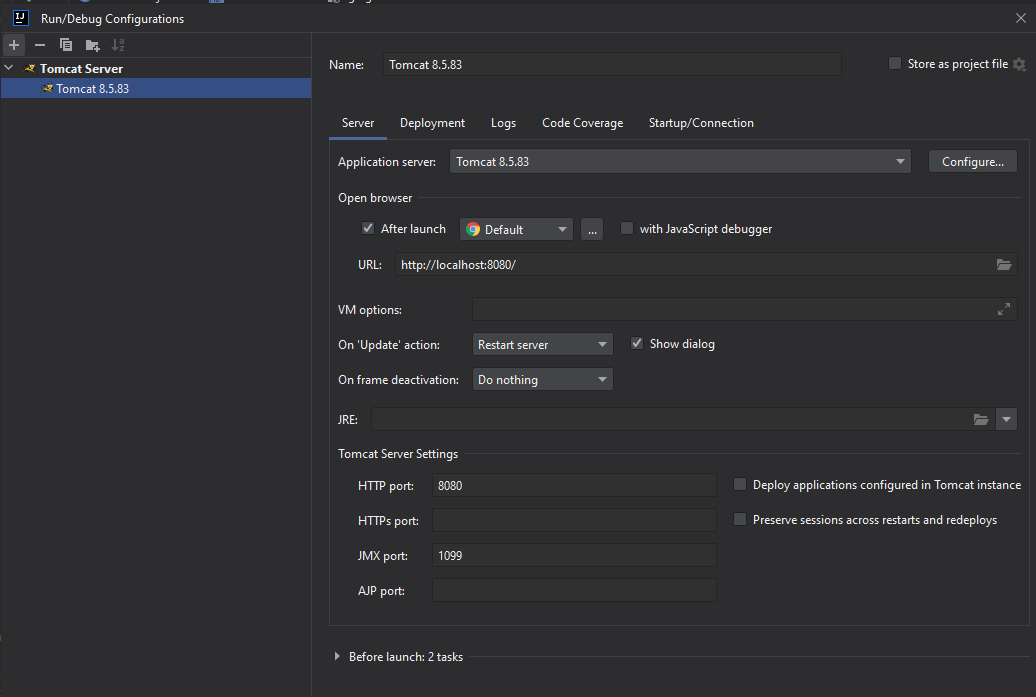 Run/Debug Configurations
Tomcat Server
Tomcat 8.5.83
Name: Tomcat 8.5.83 Store as project file
Server Deployment Logs Code Coverage Startup/Connection
Application server: Tomcat 8.5.83 Configure...
Open browser
After launch Default ... with JavaScript debugger
URL: http://localhost:8080/
VM options:
On 'Update' action: Restart server Show dialog
On frame deactivation: Do nothing
JRE:
Tomcat Server Settings
HTTP port: 8080 Deploy applications configured in Tomcat instance
HTTPs port: Preserve sessions across restarts and redeploys
JMX port: 1099
AJP port:
Before launch: 2 tasks